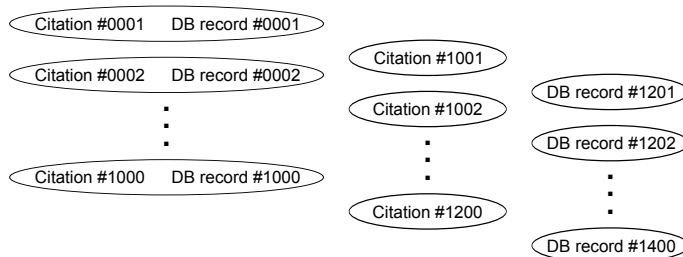 Citation #0001 DB record #0001
Citation #0002 DB record #0002
Citation #1000 DB record #1000
Citation #1001
Citation #1002
Citation #1200
DB record #1201
DB record #1202
DB record #1400